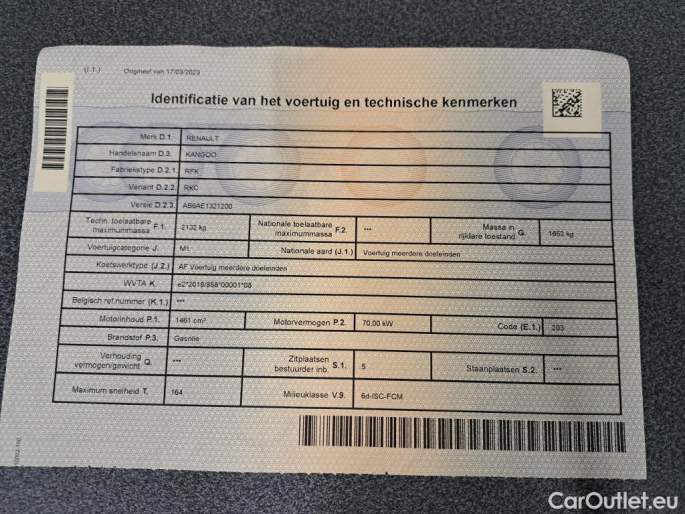 (J.1.) Origineel van 17/03/2023
Identificatie van het voertuig en technische kenmerken
Merk D.1. RENAULT
Handelsnaam D.3. KANGOO
Fabriekstype D.2.1. RFK
Variant D.2.2. RKC
Versie D.2.3. AB8AE1321200
Techn. toelaatbare maximummassa F.1. 2132 kg Nationale toelaatbare maximummassa F.2. *** Massa in rijklare toestand G. 1653 kg
Voertuigcategorie J. M1 Nationale aard (J.1.) Voertuig meerdere doeleinden
Koetswerktype (J.2.) AF Voertuig meerdere doeleinden
WVTA K. e2*2018/858*00001*08
Belgisch ref.nummer (K.1.) ***
Motorinhoud P.1. 1461 cm³ Motorvermogen P.2. 70.00 kW Code (E.1.) 203
Brandstof P.3. Gasolie
Verhouding vermogen/gewicht Q. *** Zitplaatsen bestuurder inb. S.1. 5 Staanplaatsen S.2. ***
Maximum snelheid T. 164 Milieuklasse V.9. 6d-ISC-FCM
CarOutlet.eu